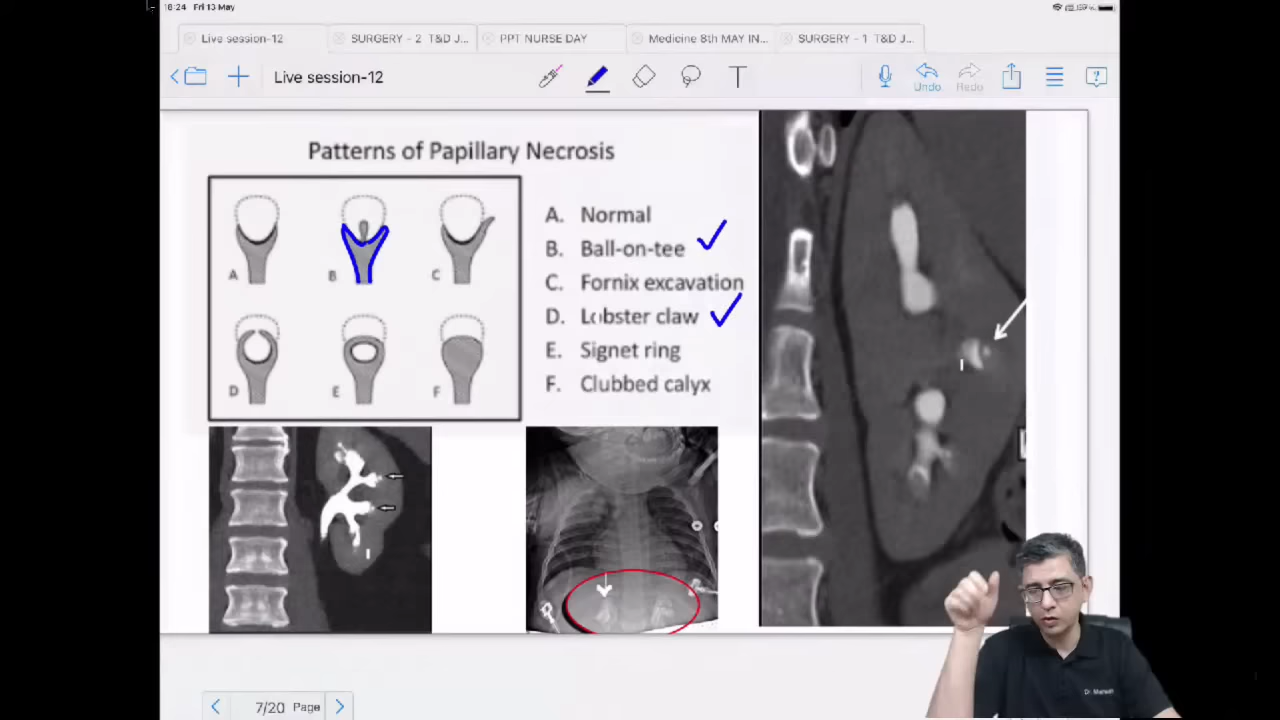 18:24 Fri 13 May
Live session-12
SURGERY - 2 T&D J...
PPT NURSE DAY
Medicine 8th MAY IN...
SURGERY - 1 T&D J...
Live session-12
T
Undo
Redo
?
Patterns of Papillary Necrosis
A
B
C
D
E
F
A. Normal
B. Ball-on-tee
C. Fornix excavation
D. Lobster claw
E. Signet ring
F. Clubbed calyx
7/20 Page